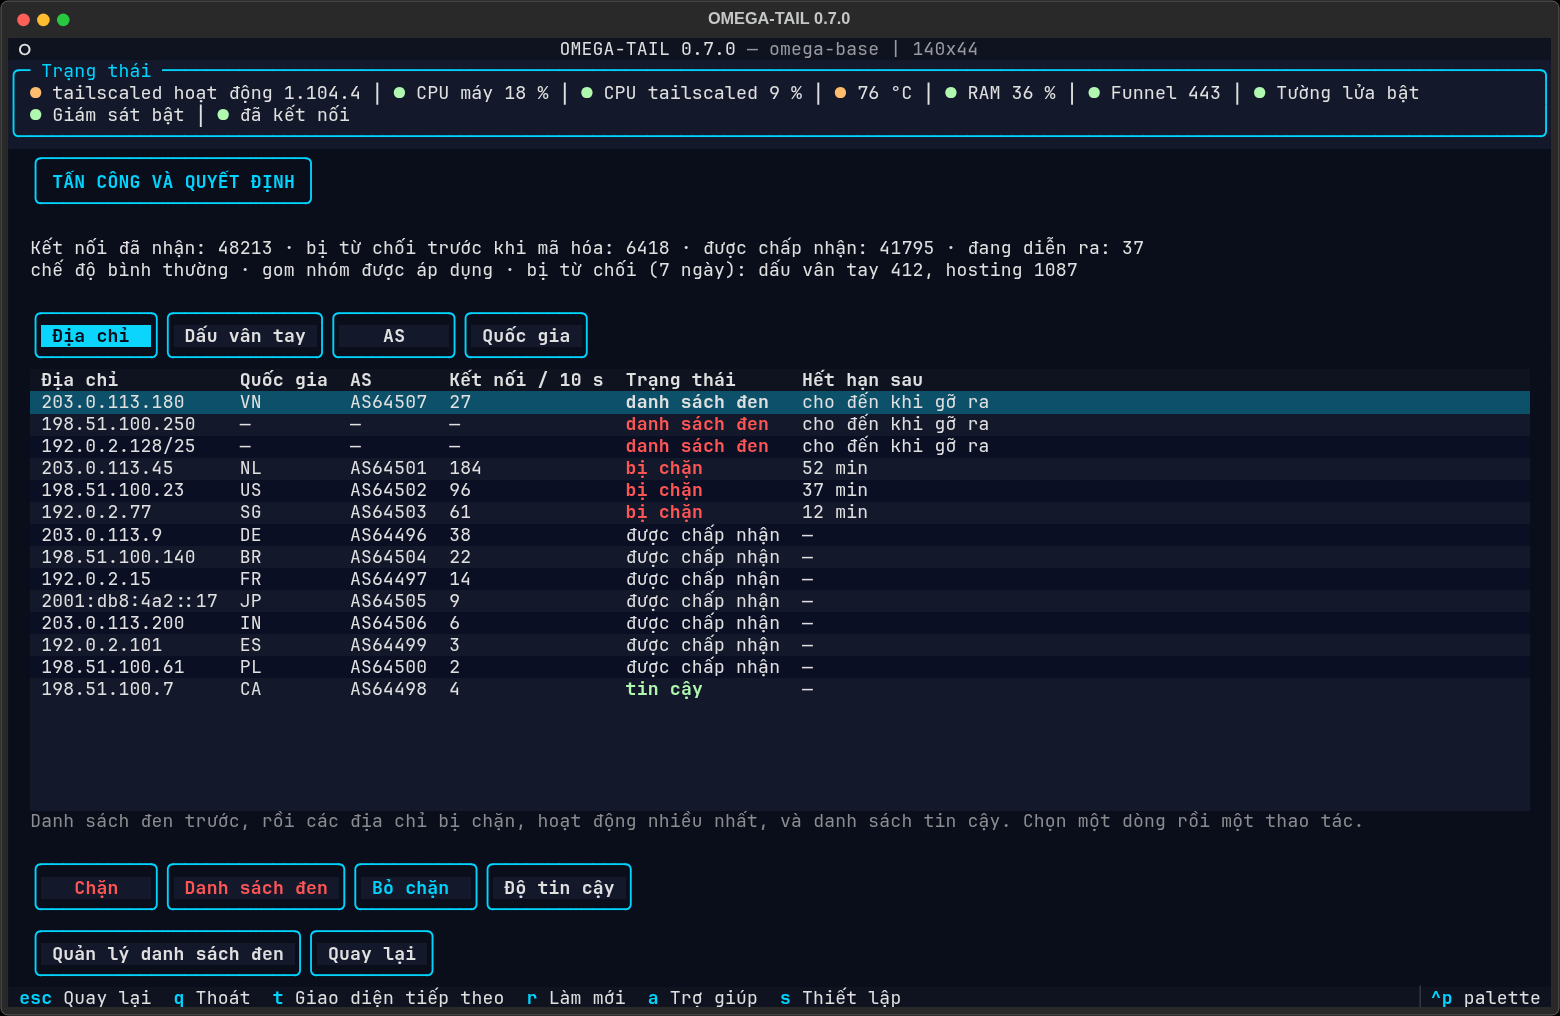 OMEGA-TAIL 0.7.0
OMEGA-TAIL 0.7.0 — omega-base | 140x44
Trạng thái
tailscaled hoạt động 1.104.4 │ CPU máy 18 % │ CPU tailscaled 9 % │ 76 °C │ RAM 36 % │ Funnel 443 │ Tường lửa bật
Giám sát bật │ đã kết nối
TẤN CÔNG VÀ QUYẾT ĐỊNH
Kết nối đã nhận: 48213 · bị từ chối trước khi mã hóa: 6418 · được chấp nhận: 41795 · đang diễn ra: 37
chế độ bình thường · gom nhóm được áp dụng · bị từ chối (7 ngày): dấu vân tay 412, hosting 1087
Địa chỉ Dấu vân tay AS Quốc gia
Địa chỉ Quốc gia AS Kết nối / 10 s Trạng thái Hết hạn sau
203.0.113.180 VN AS64507 27 danh sách đen cho đến khi gỡ ra
198.51.100.250 — — — danh sách đen cho đến khi gỡ ra
192.0.2.128/25 — — — danh sách đen cho đến khi gỡ ra
203.0.113.45 NL AS64501 184 bị chặn 52 min
198.51.100.23 US AS64502 96 bị chặn 37 min
192.0.2.77 SG AS64503 61 bị chặn 12 min
203.0.113.9 DE AS64496 38 được chấp nhận —
198.51.100.140 BR AS64504 22 được chấp nhận —
192.0.2.15 FR AS64497 14 được chấp nhận —
2001:db8:4a2::17 JP AS64505 9 được chấp nhận —
203.0.113.200 IN AS64506 6 được chấp nhận —
192.0.2.101 ES AS64499 3 được chấp nhận —
198.51.100.61 PL AS64500 2 được chấp nhận —
198.51.100.7 CA AS64498 4 tin cậy —
Danh sách đen trước, rồi các địa chỉ bị chặn, hoạt động nhiều nhất, và danh sách tin cậy. Chọn một dòng rồi một thao tác.
Chặn Danh sách đen Bỏ chặn Độ tin cậy
Quản lý danh sách đen Quay lại
esc Quay lại q Thoát t Giao diện tiếp theo r Làm mới a Trợ giúp s Thiết lập ^p palette